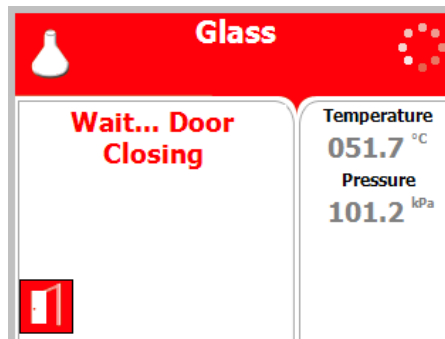 Glass
Wait... Door
Closing
Temperature
051.7 °C
Pressure
101.2 kPa